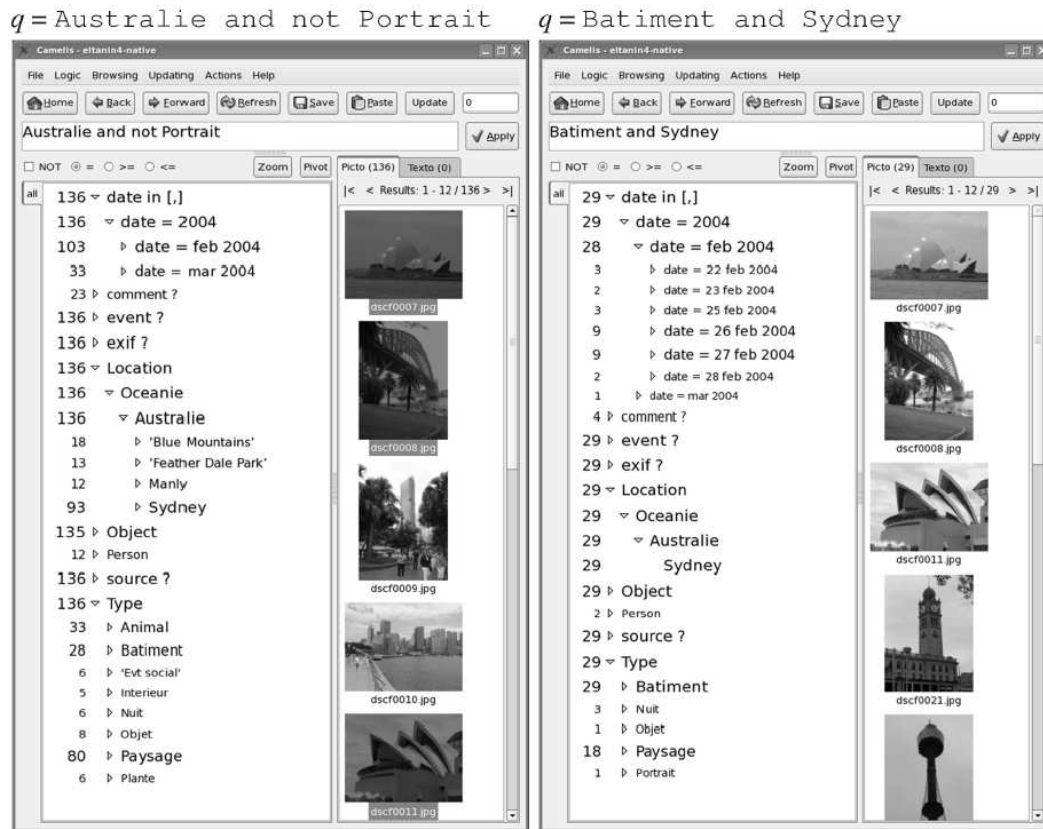 q = Australie and not Portrait
Camelis - eltanin4-native
File Logic Browsing Updating Actions Help
Home Back Forward Refresh Save Paste Update 0
Australie and not Portrait Apply
NOT = >= <= Zoom Pivot Picto (136) Texto (0)
all
|< < Results: 1 - 12 / 136 > >|
136 date in [,]
136 date = 2004
103 date = feb 2004
33 date = mar 2004
23 comment ?
136 event ?
136 exif ?
136 Location
136 Oceanie
136 Australie
18 'Blue Mountains'
13 'Feather Dale Park'
12 Manly
93 Sydney
135 Object
12 Person
136 source ?
136 Type
33 Animal
28 Batiment
6 'Evt social'
5 Interieur
6 Nuit
8 Objet
80 Paysage
6 Plante
dscf0007.jpg
dscf0008.jpg
dscf0009.jpg
dscf0010.jpg
dscf0011.jpg
q = Batiment and Sydney
Camelis - eltanin4-native
File Logic Browsing Updating Actions Help
Home Back Forward Refresh Save Paste Update 0
Batiment and Sydney Apply
NOT = >= <= Zoom Pivot Picto (29) Texto (0)
all
|< < Results: 1 - 12 / 29 > >|
29 date in [,]
29 date = 2004
28 date = feb 2004
3 date = 22 feb 2004
2 date = 23 feb 2004
3 date = 25 feb 2004
9 date = 26 feb 2004
9 date = 27 feb 2004
2 date = 28 feb 2004
1 date = mar 2004
4 comment ?
29 event ?
29 exif ?
29 Location
29 Oceanie
29 Australie
29 Sydney
29 Object
2 Person
29 source ?
29 Type
29 Batiment
3 Nuit
1 Objet
18 Paysage
1 Portrait
dscf0007.jpg
dscf0008.jpg
dscf0011.jpg
dscf0021.jpg